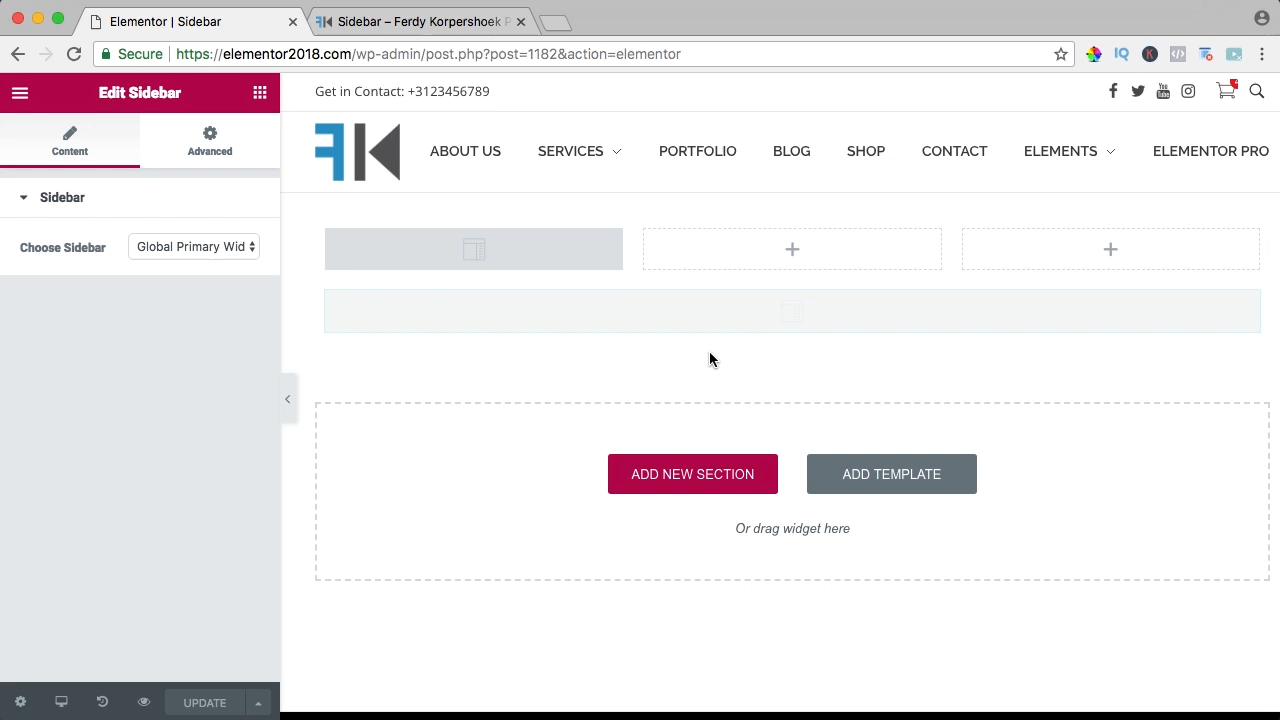 Elementor | Sidebar
Sidebar – Ferdy Korpershoek P
Secure
https://elementor2018.com/wp-admin/post.php?post=1182&action=elementor
Edit Sidebar
Content
Advanced
Sidebar
Choose Sidebar
Global Primary Wid
UPDATE
Get in Contact: +3123456789
FK
ABOUT US
SERVICES
PORTFOLIO
BLOG
SHOP
CONTACT
ELEMENTS
ELEMENTOR PRO
ADD NEW SECTION
ADD TEMPLATE
Or drag widget here